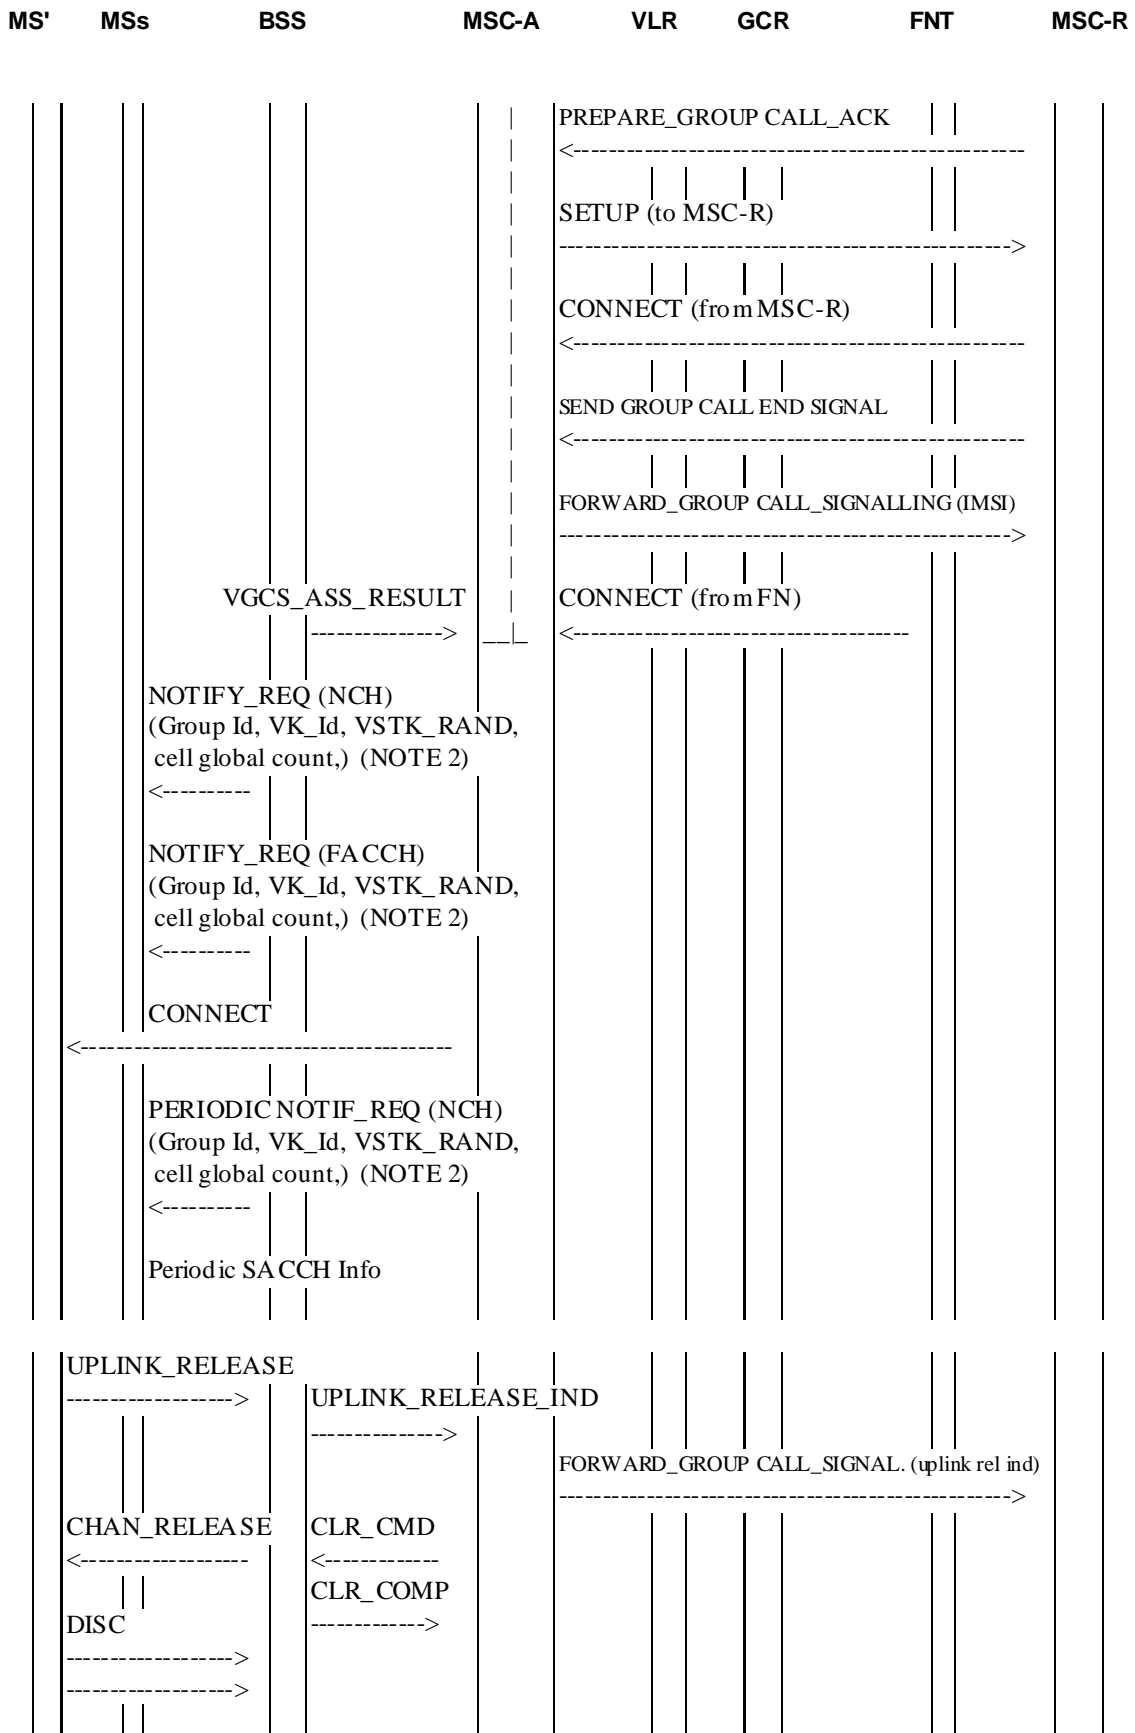 MS' MSs BSS MSC-A VLR GCR FNT MSC-R
PREPARE_GROUP CALL_ACK
<----------------------------------------------------
SETUP (to MSC-R)
---------------------------------------------------->
CONNECT (from MSC-R)
<----------------------------------------------------
SEND GROUP CALL END SIGNAL
<----------------------------------------------------
FORWARD_GROUP CALL_SIGNALLING (IMSI)
---------------------------------------------------->
VGCS_ASS_RESULT CONNECT (from FN)
---------------> __|_ <--------------------------------------
NOTIFY_REQ (NCH)
(Group Id, VK_Id, VSTK_RAND,
cell global count,) (NOTE 2)
<----------
NOTIFY_REQ (FACCH)
(Group Id, VK_Id, VSTK_RAND,
cell global count,) (NOTE 2)
<----------
CONNECT
<------------------------------------------
PERIODIC NOTIF_REQ (NCH)
(Group Id, VK_Id, VSTK_RAND,
cell global count,) (NOTE 2)
<----------
Periodic SACCH Info
UPLINK_RELEASE
------------------->
UPLINK_RELEASE_IND
--------------->
FORWARD_GROUP CALL_SIGNAL. (uplink rel ind)
---------------------------------------------------->
CHAN_RELEASE CLR_CMD
<------------------- <-------------
CLR_COMP
DISC ------------->
------------------->
------------------->